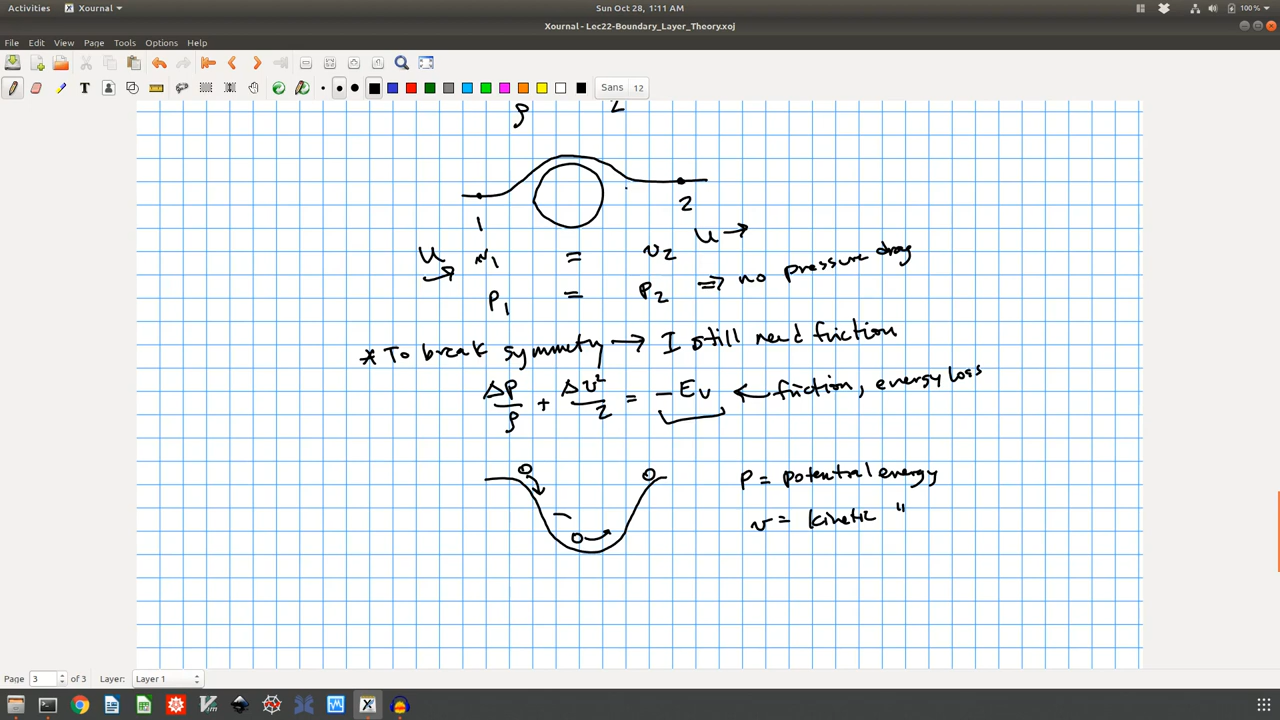 Activities Xournal Sun Oct 28, 1:11 AM 100 %
Xournal - Lec22-Boundary_Layer_Theory.xoj
File Edit View Page Tools Options Help
Sans 12
ρ 2
1 2
U → v₁ = v₂ U →
P₁ = P₂ ⇒ no pressure drag
* To break symmetry → I still need friction
ΔP/ρ + Δv²/2 = -Ev ← friction, energy loss
P = potential energy
v = kinetic "
Page 3 of 3 Layer: Layer 1